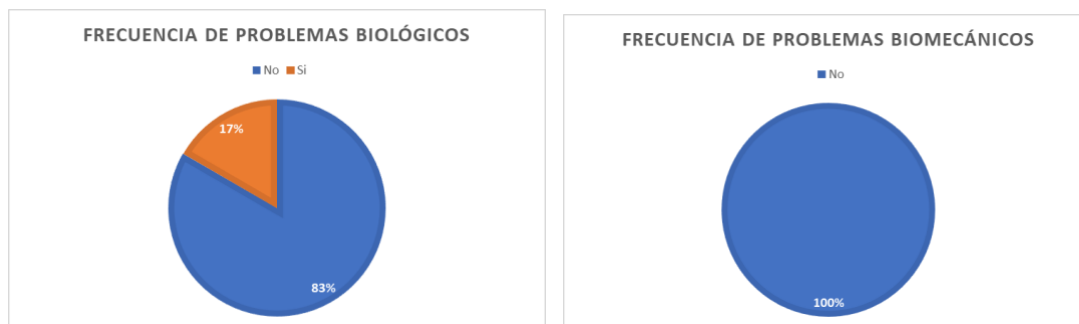 FRECUENCIA DE PROBLEMAS BIOLÓGICOS
No Si
17%
83%
FRECUENCIA DE PROBLEMAS BIOMECÁNICOS
No
100%